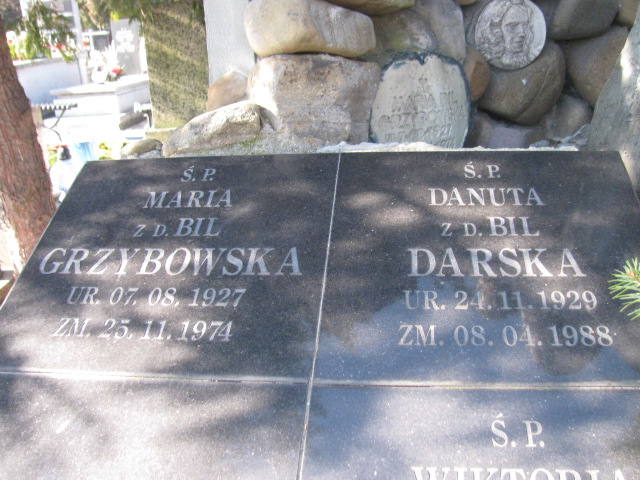 Ś.P.
MARIA
Z D. BIL
GRZYBOWSKA
UR. 07. 08. 1927
ZM. 25. 11. 1974
Ś.P.
DANUTA
Z D. BIL
DARSKA
UR. 24. 11. 1929
ZM. 08. 04. 1988
Ś.P.
WIKTORIA